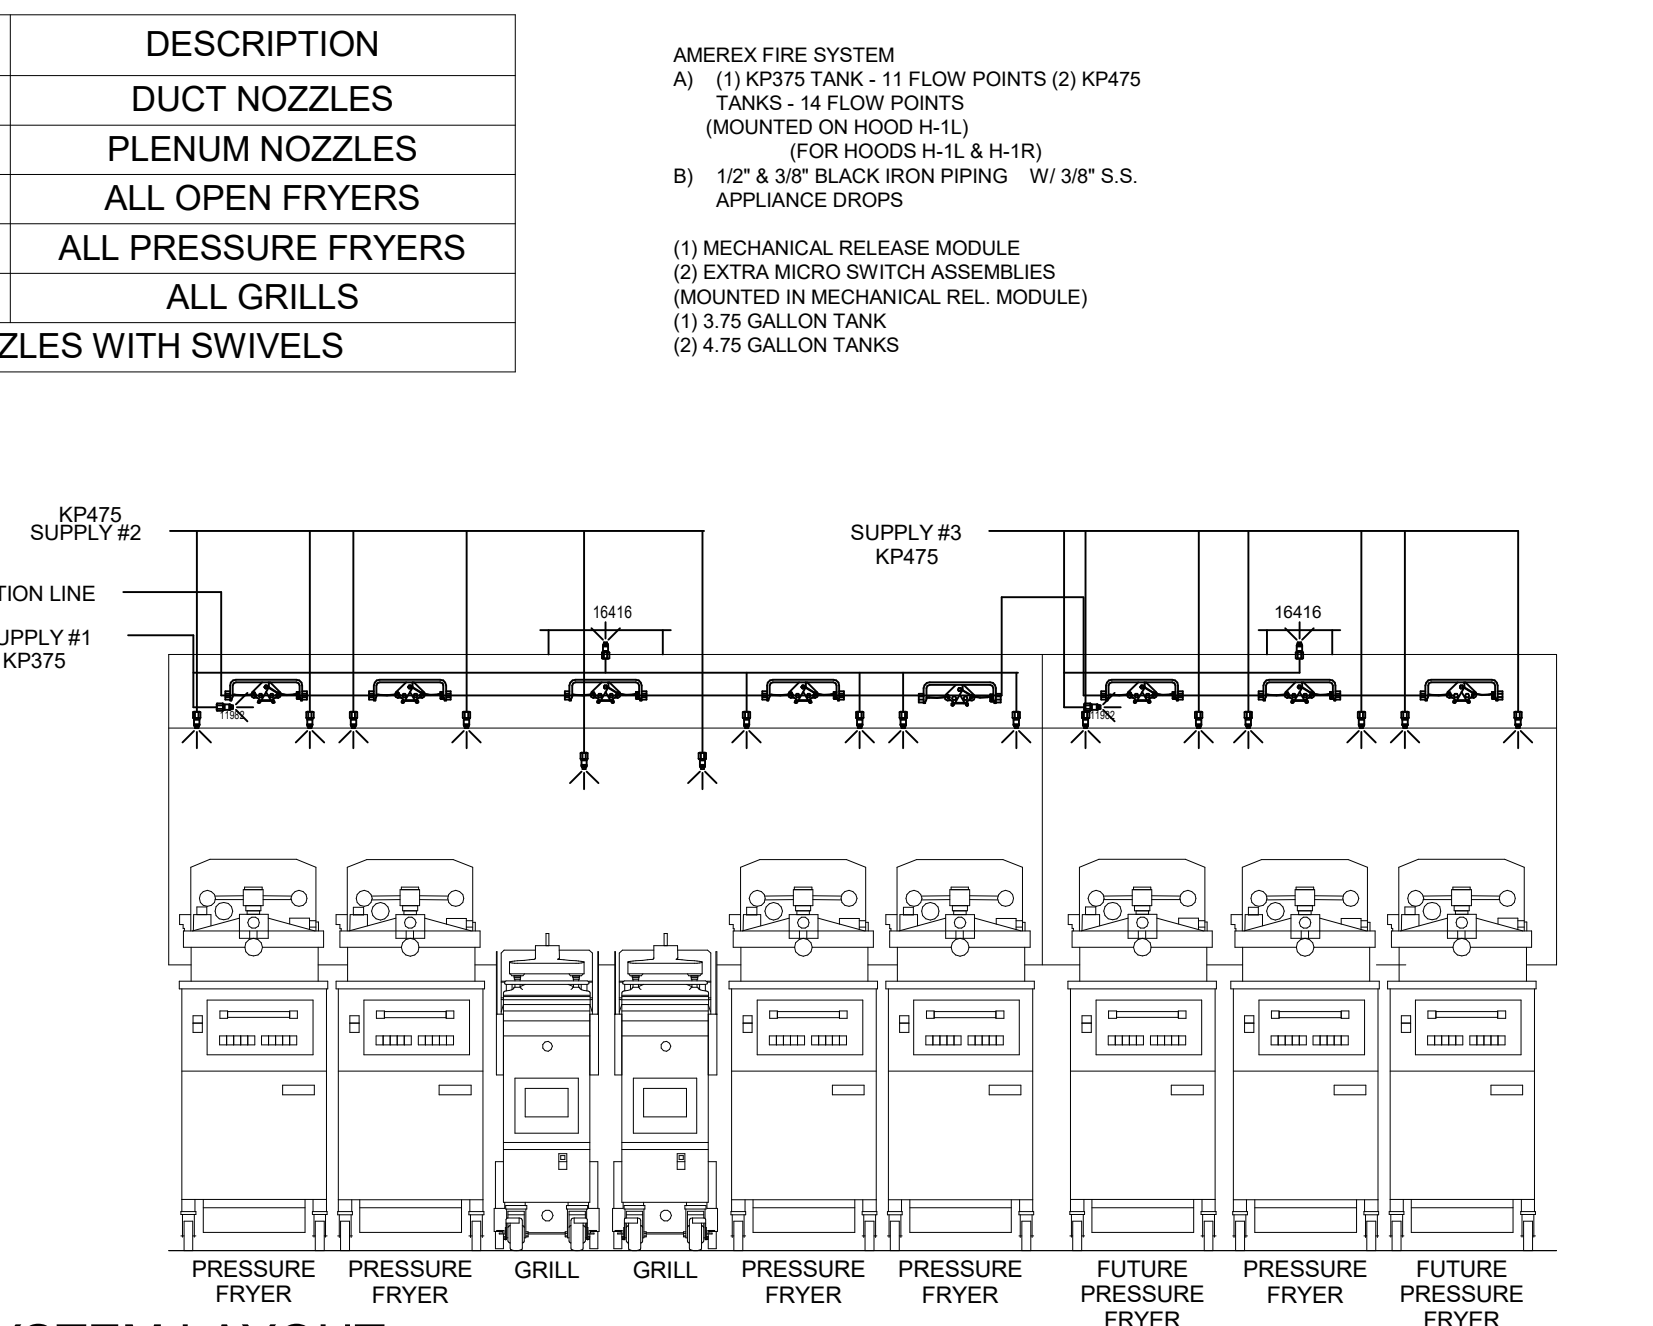 DESCRIPTION
DUCT NOZZLES
PLENUM NOZZLES
ALL OPEN FRYERS
ALL PRESSURE FRYERS
ALL GRILLS
ZLES WITH SWIVELS
AMEREX FIRE SYSTEM
A) (1) KP375 TANK - 11 FLOW POINTS (2) KP475
TANKS - 14 FLOW POINTS
(MOUNTED ON HOOD H-1L)
(FOR HOODS H-1L & H-1R)
B) 1/2" & 3/8" BLACK IRON PIPING W/ 3/8" S.S.
APPLIANCE DROPS
(1) MECHANICAL RELEASE MODULE
(2) EXTRA MICRO SWITCH ASSEMBLIES
(MOUNTED IN MECHANICAL REL. MODULE)
(1) 3.75 GALLON TANK
(2) 4.75 GALLON TANKS
KP475
SUPPLY #2
SUPPLY #3
KP475
TION LINE
UPPLY #1
KP375
16416
16416
11982
11982
PRESSURE
FRYER
PRESSURE
FRYER
GRILL
GRILL
PRESSURE
FRYER
PRESSURE
FRYER
FUTURE
PRESSURE
FRYER
PRESSURE
FRYER
FUTURE
PRESSURE
FRYER
YSTEM LAYOUT